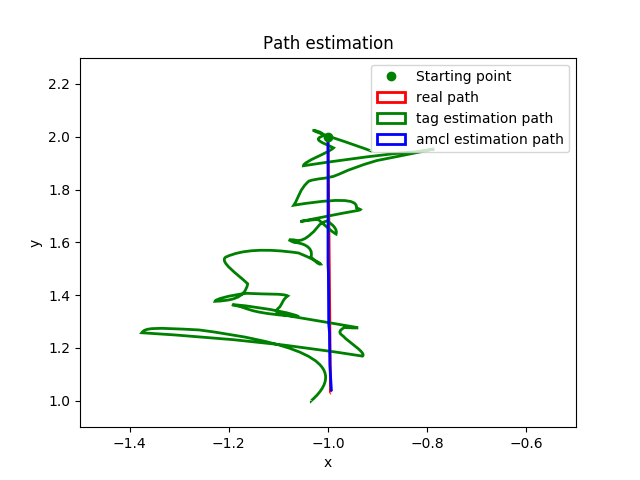 Path estimation
Starting point
real path
tag estimation path
amcl estimation path
2.2
2.0
1.8
1.6
1.4
1.2
1.0
y
−1.4
−1.2
−1.0
−0.8
−0.6
x